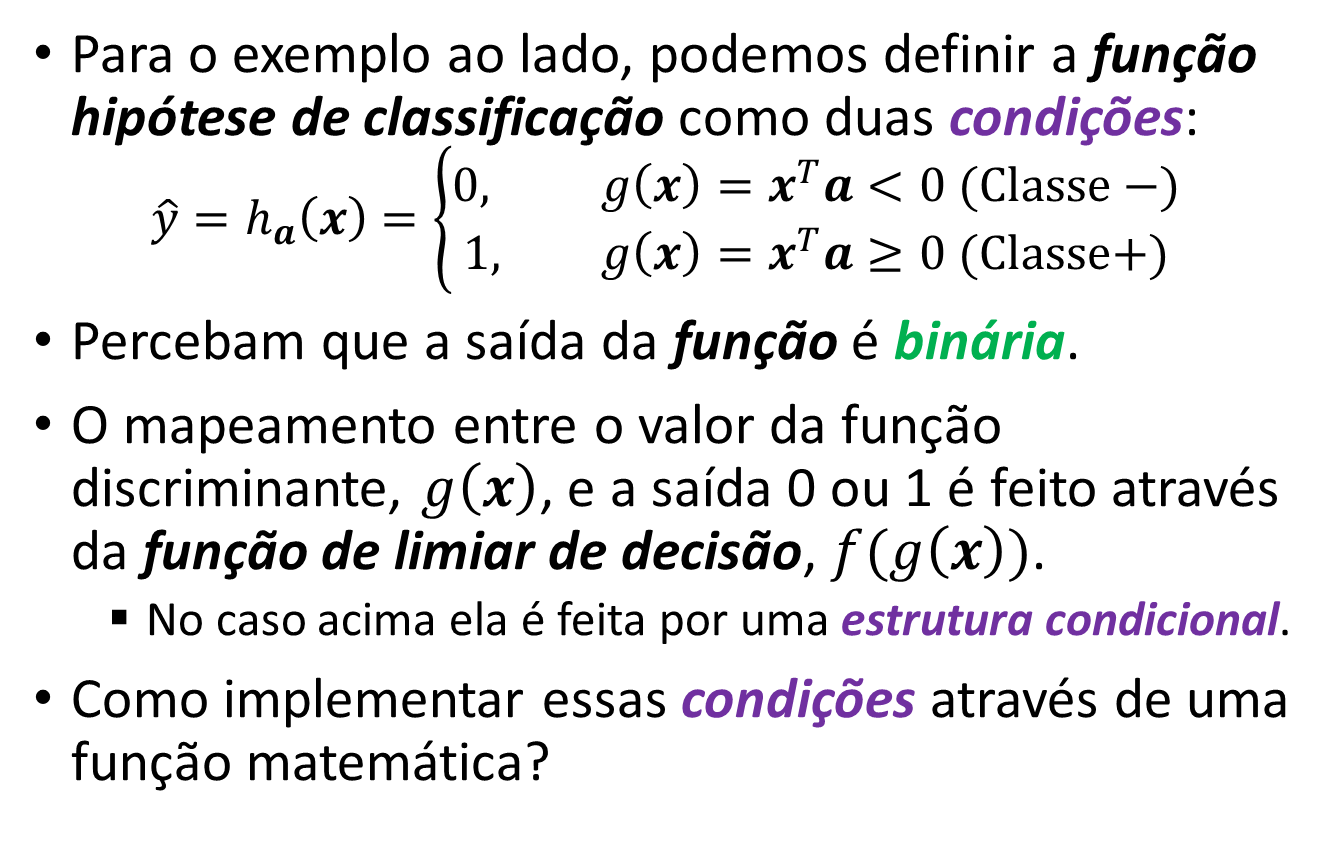 • Para o exemplo ao lado, podemos definir a função
hipótese de classificação como duas condições:
ŷ = hₐ(x) = { 0, g(x) = xᵀa < 0 (Classe −)
1, g(x) = xᵀa ≥ 0 (Classe+)
• Percebam que a saída da função é binária.
• O mapeamento entre o valor da função
discriminante, g(x), e a saída 0 ou 1 é feito através
da função de limiar de decisão, f(g(x)).
▪ No caso acima ela é feita por uma estrutura condicional.
• Como implementar essas condições através de uma
função matemática?